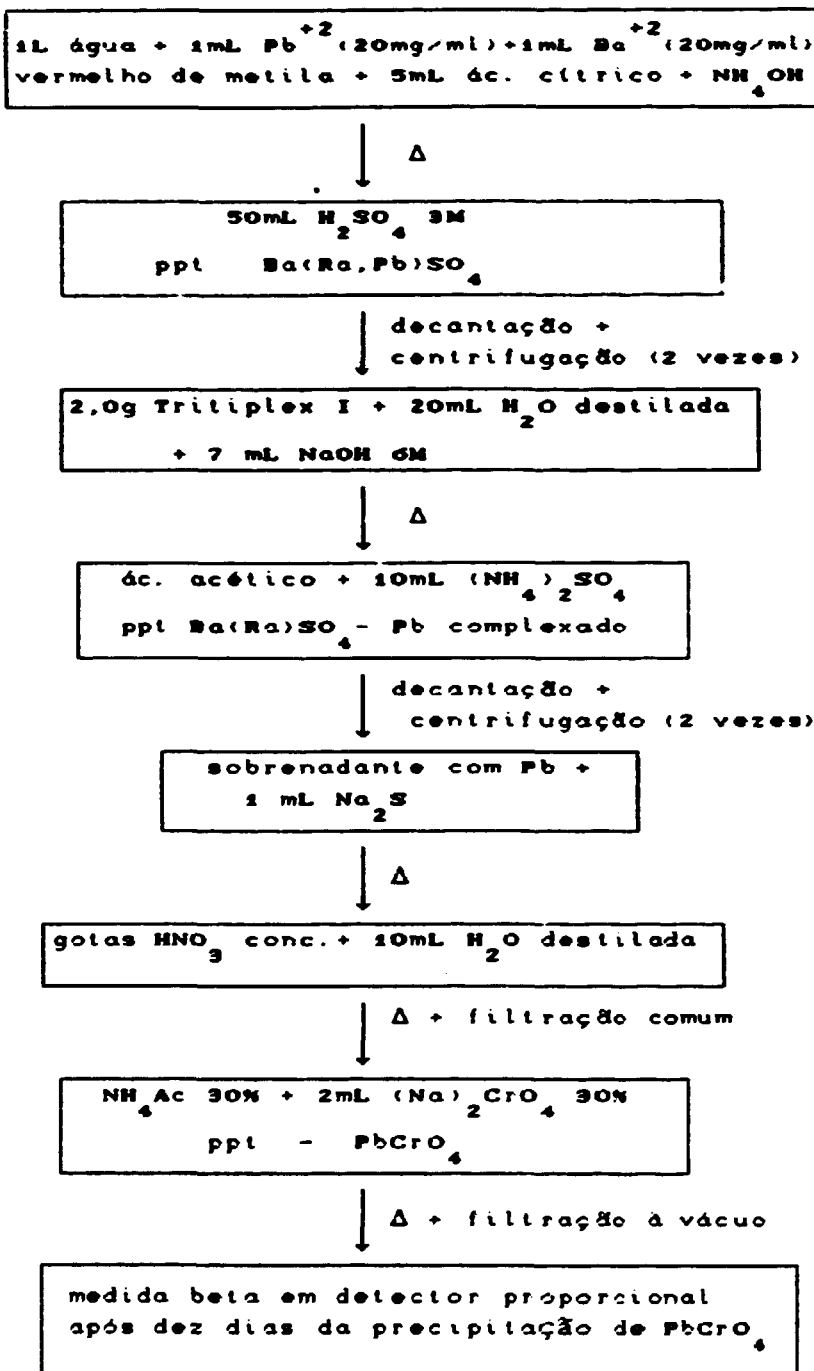 1L água + 1mL Pb+2(20mg/ml)+1mL Ba+2(20mg/ml)
vermelho de metila + 5mL ác. cítrico + NH4OH
Δ
50mL H2SO4 3M
ppt Ba(Ra,Pb)SO4
decantação +
centrifugação (2 vezes)
2,0g Tritiplex I + 20mL H2O destilada
+ 7 mL NaOH 6M
Δ
ác. acético + 10mL (NH4)2SO4
ppt Ba(Ra)SO4- Pb complexado
decantação +
centrifugação (2 vezes)
sobrenadante com Pb +
1 mL Na2S
Δ
gotas HNO3 conc.+ 10mL H2O destilada
Δ + filtração comum
NH4Ac 30% + 2mL (Na)2CrO4 30%
ppt - PbCrO4
Δ + filtração à vácuo
medida beta em detector proporcional
após dez dias da precipitação de PbCrO4